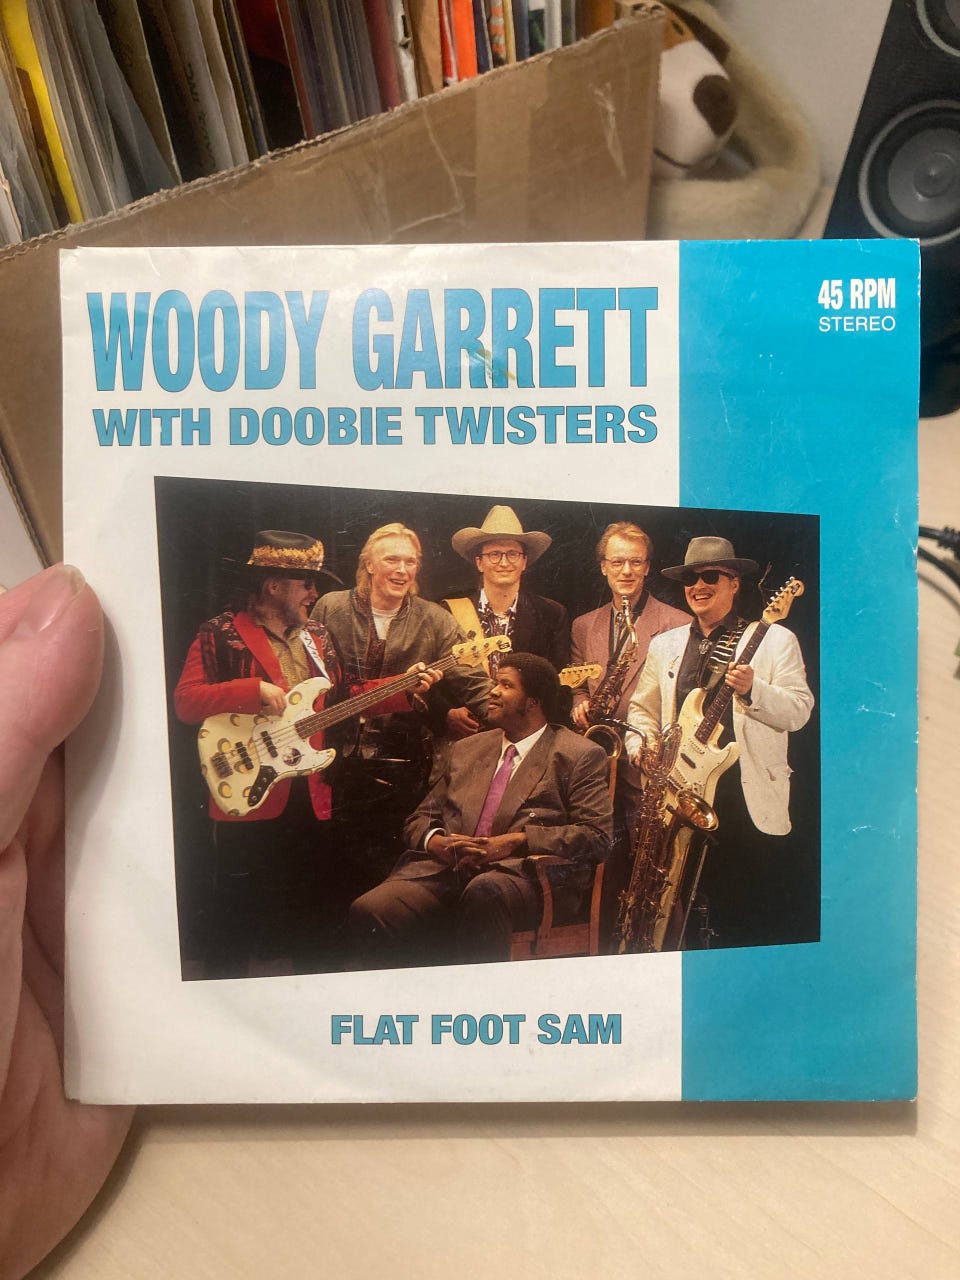 WOODY GARRETT
WITH DOOBIE TWISTERS
45 RPM
STEREO
FLAT FOOT SAM